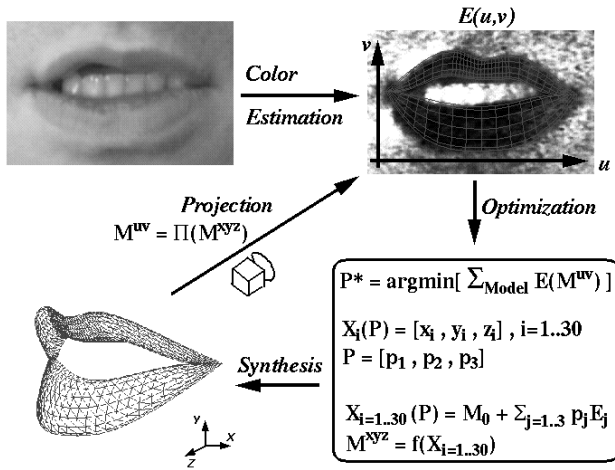 E(u,v)
v
Color
Estimation
u
Projection
M^uv = Π(M^xyz)
Optimization
P* = argmin[ Σ_Model E(M^uv) ]
X_i(P) = [x_i , y_i , z_i] , i=1..30
P = [p_1 , p_2 , p_3]
Synthesis
X_i=1..30 (P) = M_0 + Σ_j=1..3 p_j E_j
M^xyz = f(X_i=1..30)
Y
X
Z